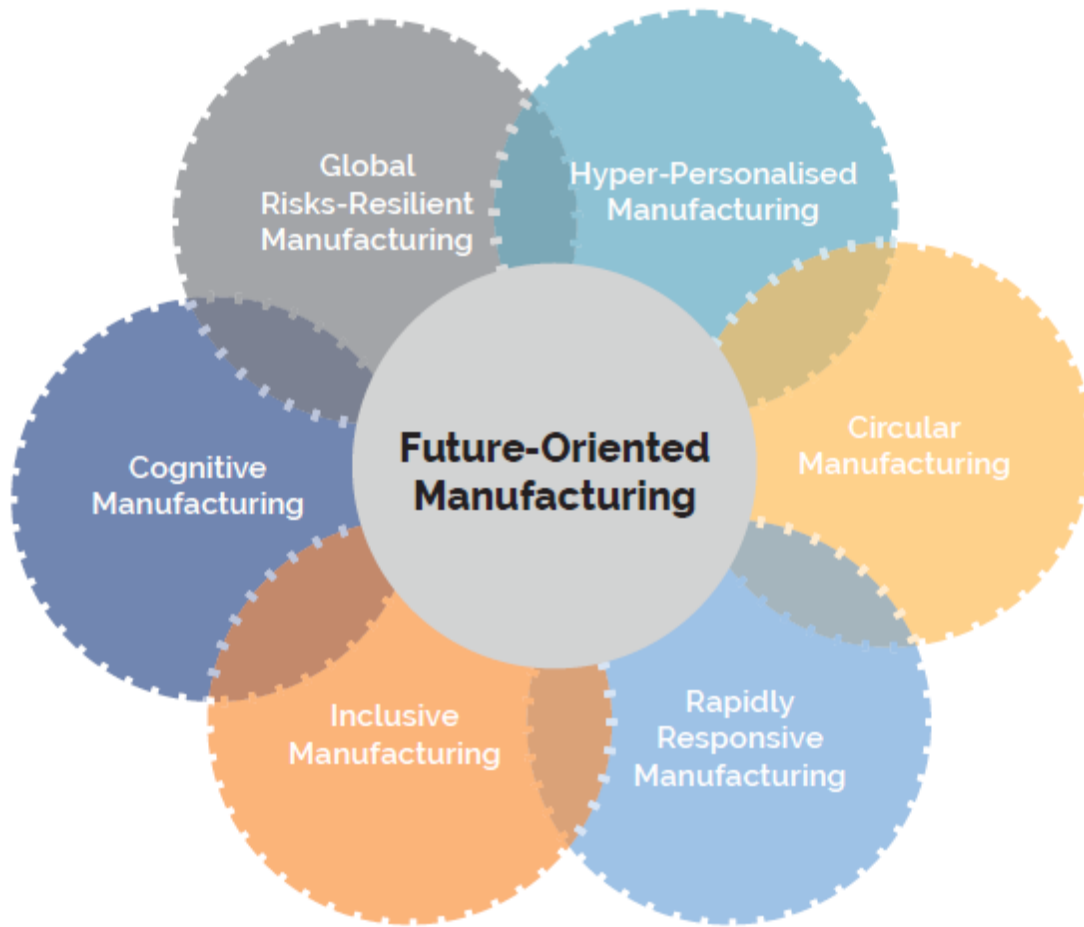 Global
Risks-Resilient
Manufacturing
Hyper-Personalised
Manufacturing
Circular
Manufacturing
Future-Oriented
Manufacturing
Cognitive
Manufacturing
Inclusive
Manufacturing
Rapidly
Responsive
Manufacturing